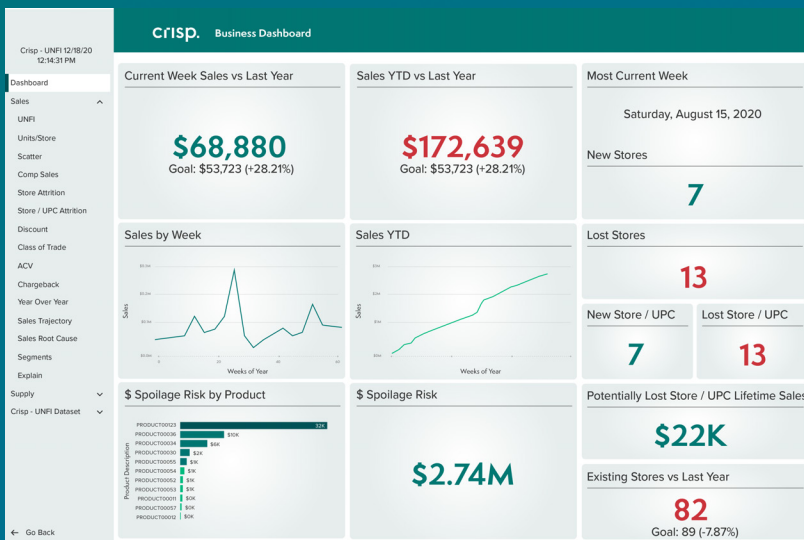 Crisp - UNFI 12/18/20
12:14:31 PM
Dashboard
Sales
UNFI
Units/Store
Scatter
Comp Sales
Store Attrition
Store / UPC Attrition
Discount
Class of Trade
ACV
Chargeback
Year Over Year
Sales Trajectory
Sales Root Cause
Segments
Explain
Supply
Crisp - UNFI Dataset
Go Back
crisp. Business Dashboard
Current Week Sales vs Last Year
$68,880
Goal: $53,723 (+28.21%)
Sales YTD vs Last Year
$172,639
Goal: $53,723 (+28.21%)
Most Current Week
Saturday, August 15, 2020
New Stores
7
Sales by Week
Sales
Weeks of Year
Sales YTD
Sales
Weeks of Year
Lost Stores
13
New Store / UPC
7
Lost Store / UPC
13
$ Spoilage Risk by Product
Product Description
PRODUCT00123 32K
PRODUCT00036 $10K
PRODUCT00034 $6K
PRODUCT00030 $2K
PRODUCT00055 $1K
PRODUCT00054 $1K
PRODUCT00052 $1K
PRODUCT00053 $1K
PRODUCT00011 $0K
PRODUCT00057 $0K
PRODUCT00012 $0K
$ Spoilage Risk
$2.74M
Potentially Lost Store / UPC Lifetime Sales
$22K
Existing Stores vs Last Year
82
Goal: 89 (-7.87%)